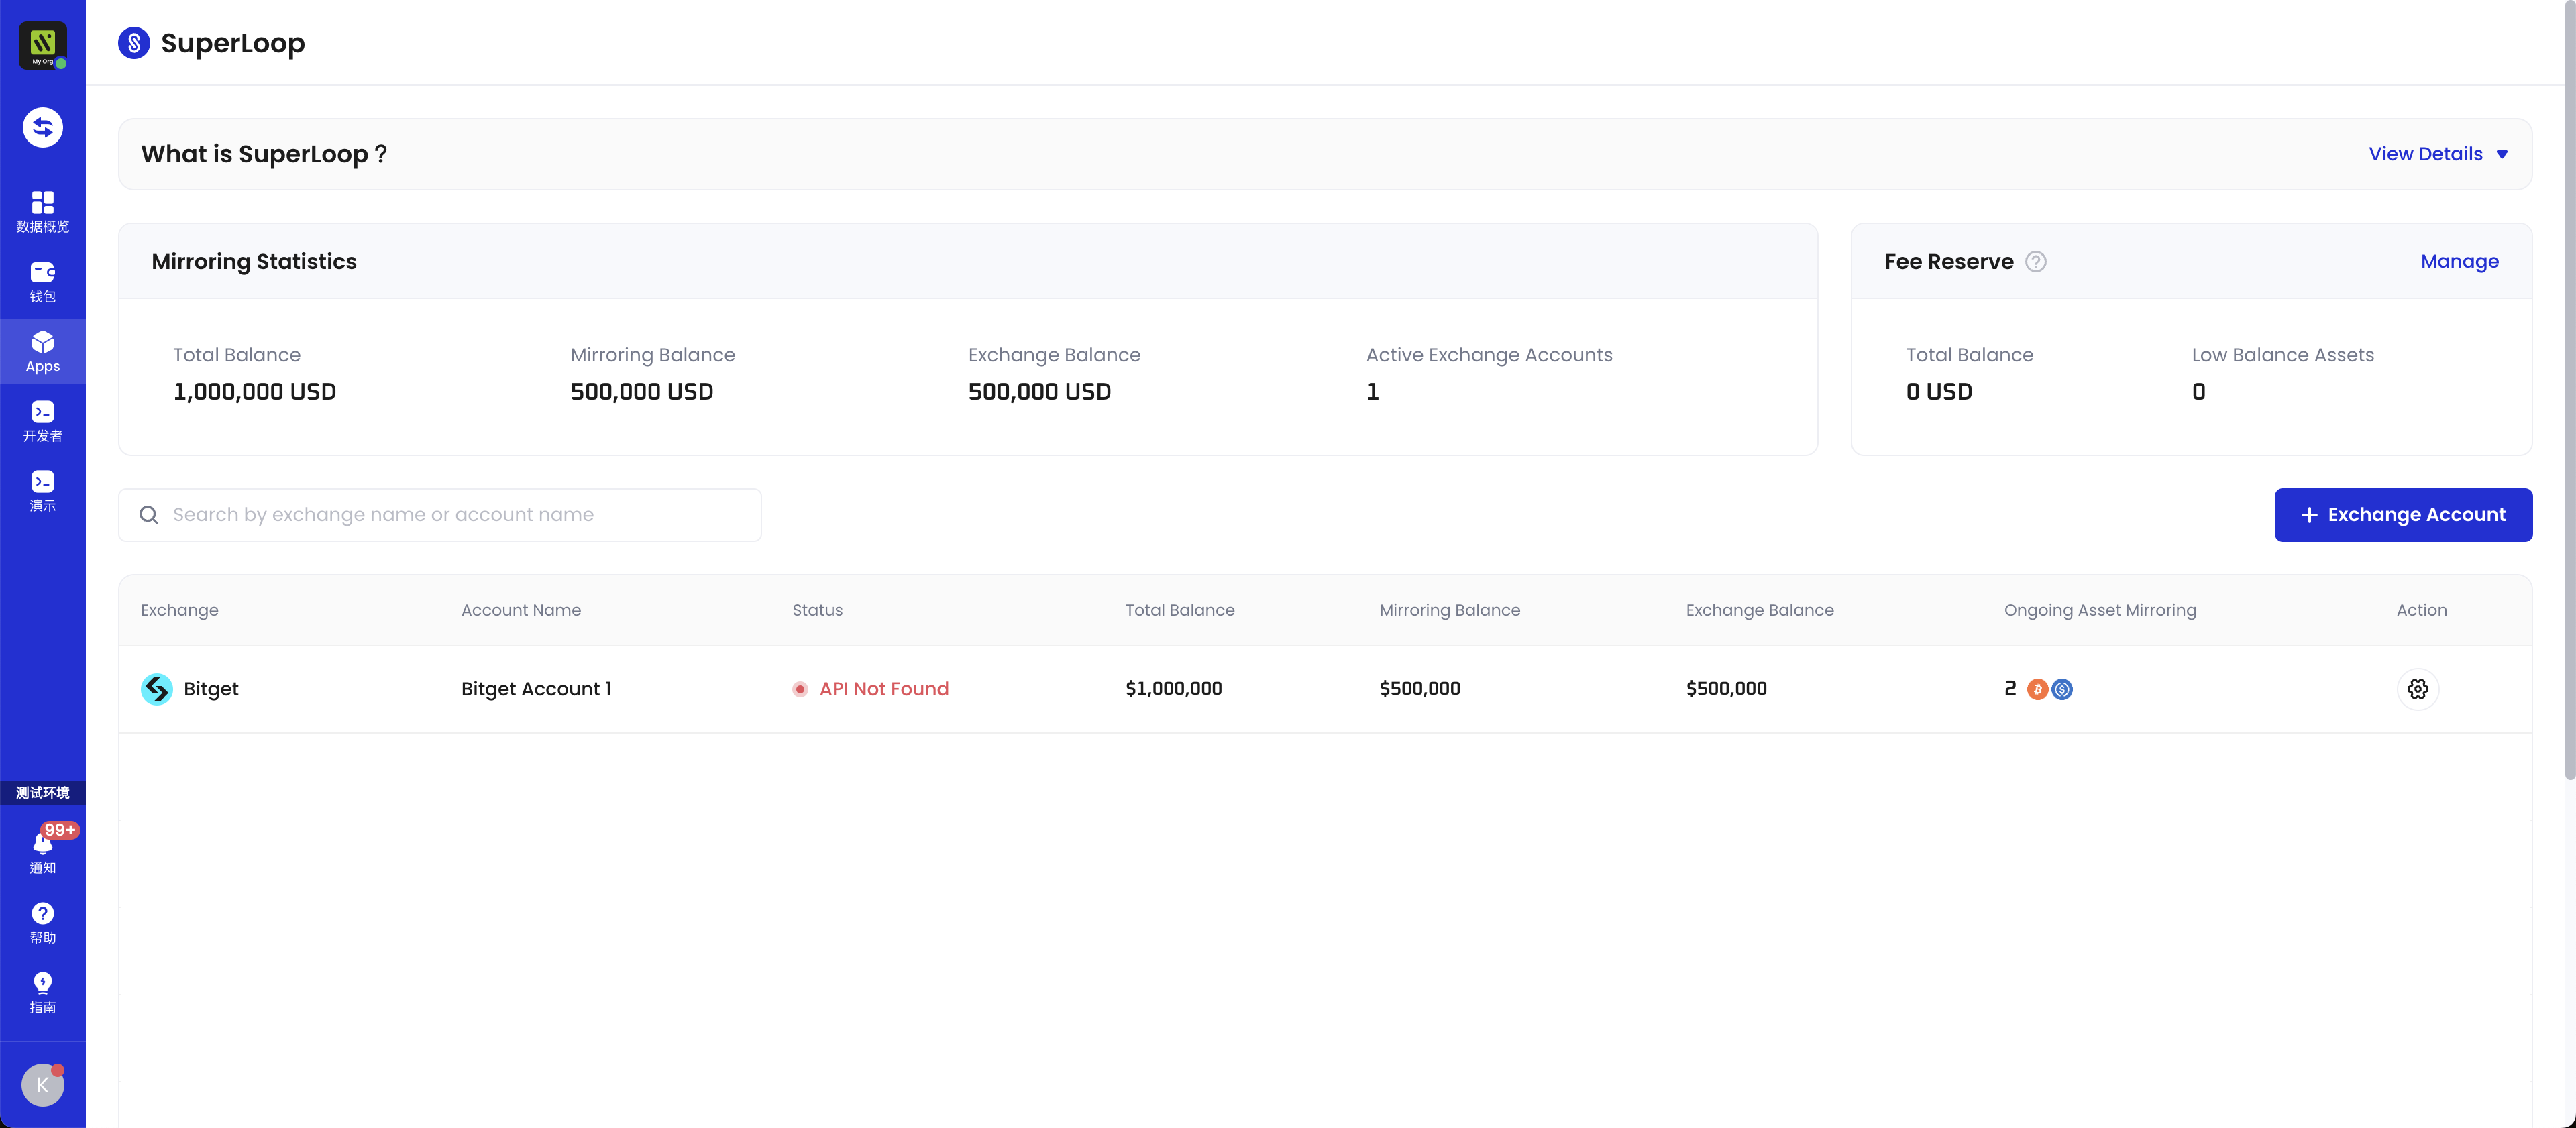 My Org
数据概览
钱包
Apps
开发者
演示
测试环境
99+
通知
帮助
指南
K
SuperLoop
What is SuperLoop ?
View Details
Mirroring Statistics
Total Balance
1,000,000 USD
Mirroring Balance
500,000 USD
Exchange Balance
500,000 USD
Active Exchange Accounts
1
Fee Reserve ?
Manage
Total Balance
0 USD
Low Balance Assets
0
Search by exchange name or account name
+ Exchange Account
Exchange Account Name Status Total Balance Mirroring Balance Exchange Balance Ongoing Asset Mirroring Action
Bitget Bitget Account 1 API Not Found $1,000,000 $500,000 $500,000 2